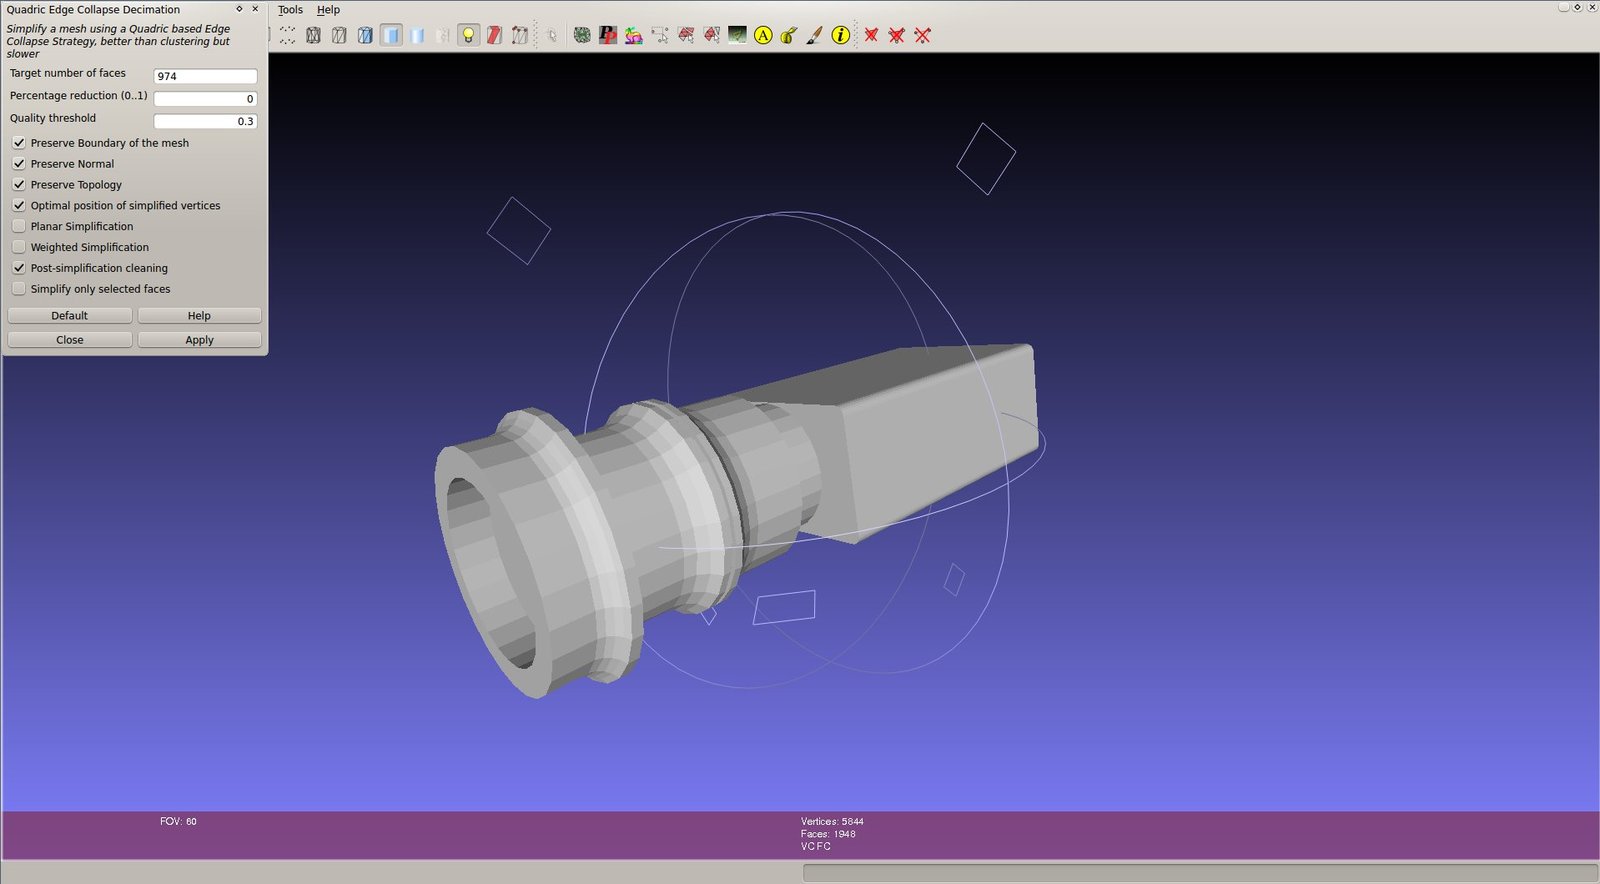 Quadric Edge Collapse Decimation
Tools Help
Simplify a mesh using a Quadric based Edge
Collapse Strategy, better than clustering but
slower
Target number of faces 974
Percentage reduction (0..1) 0
Quality threshold 0.3
Preserve Boundary of the mesh
Preserve Normal
Preserve Topology
Optimal position of simplified vertices
Planar Simplification
Weighted Simplification
Post-simplification cleaning
Simplify only selected faces
Default Help
Close Apply
A
i
FOV: 60
Vertices: 5844
Faces: 1948
VC FC